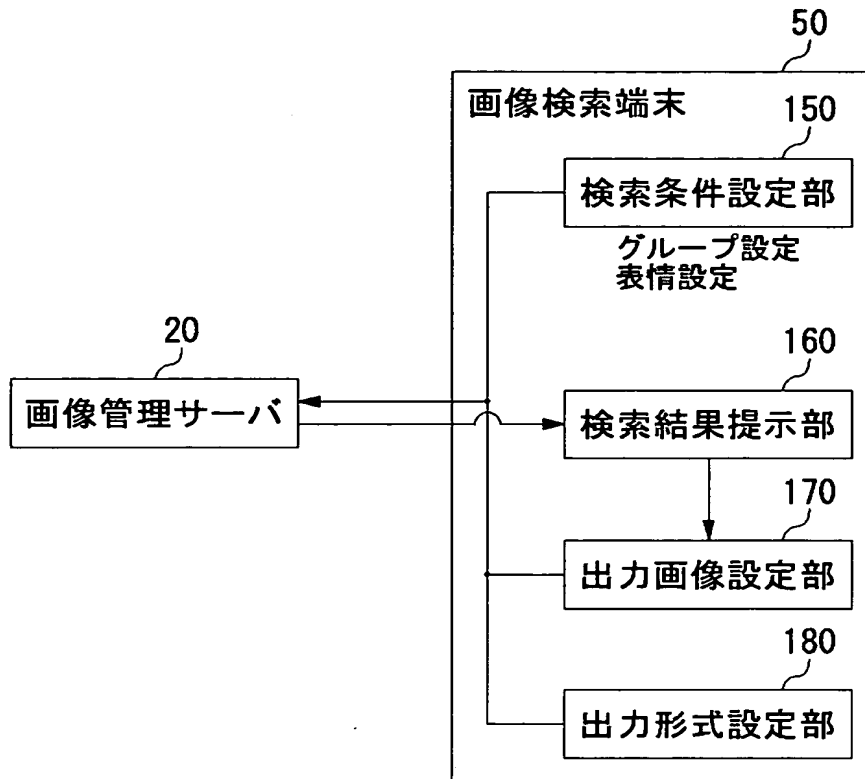 50
画像検索端末
150
検索条件設定部
グループ設定
表情設定
20
画像管理サーバ
160
検索結果提示部
170
出力画像設定部
180
出力形式設定部